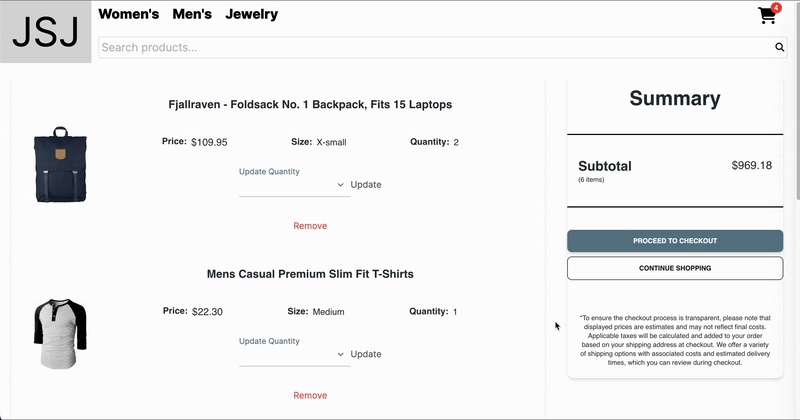 JSJ
Women's Men's Jewelry
4
Search products...
Fjallraven - Foldsack No. 1 Backpack, Fits 15 Laptops
Price: $109.95 Size: X-small Quantity: 2
Update Quantity
Update
Remove
Mens Casual Premium Slim Fit T-Shirts
Price: $22.30 Size: Medium Quantity: 1
Update Quantity
Update
Remove
Summary
Subtotal $969.18
(6 items)
PROCEED TO CHECKOUT
CONTINUE SHOPPING
*To ensure the checkout process is transparent, please note that
displayed prices are estimates and may not reflect final costs.
Applicable taxes will be calculated and added to your order
based on your shipping address at checkout. We offer a variety
of shipping options with associated costs and estimated delivery
times, which you can review during checkout.